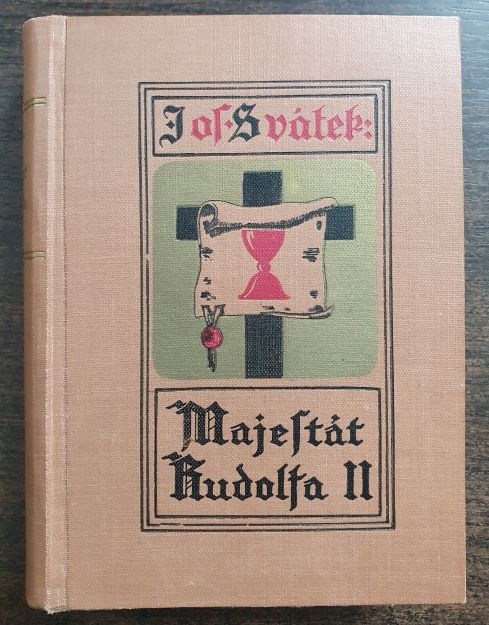 Jos. Svátek:
Majestát
Rudolfa II